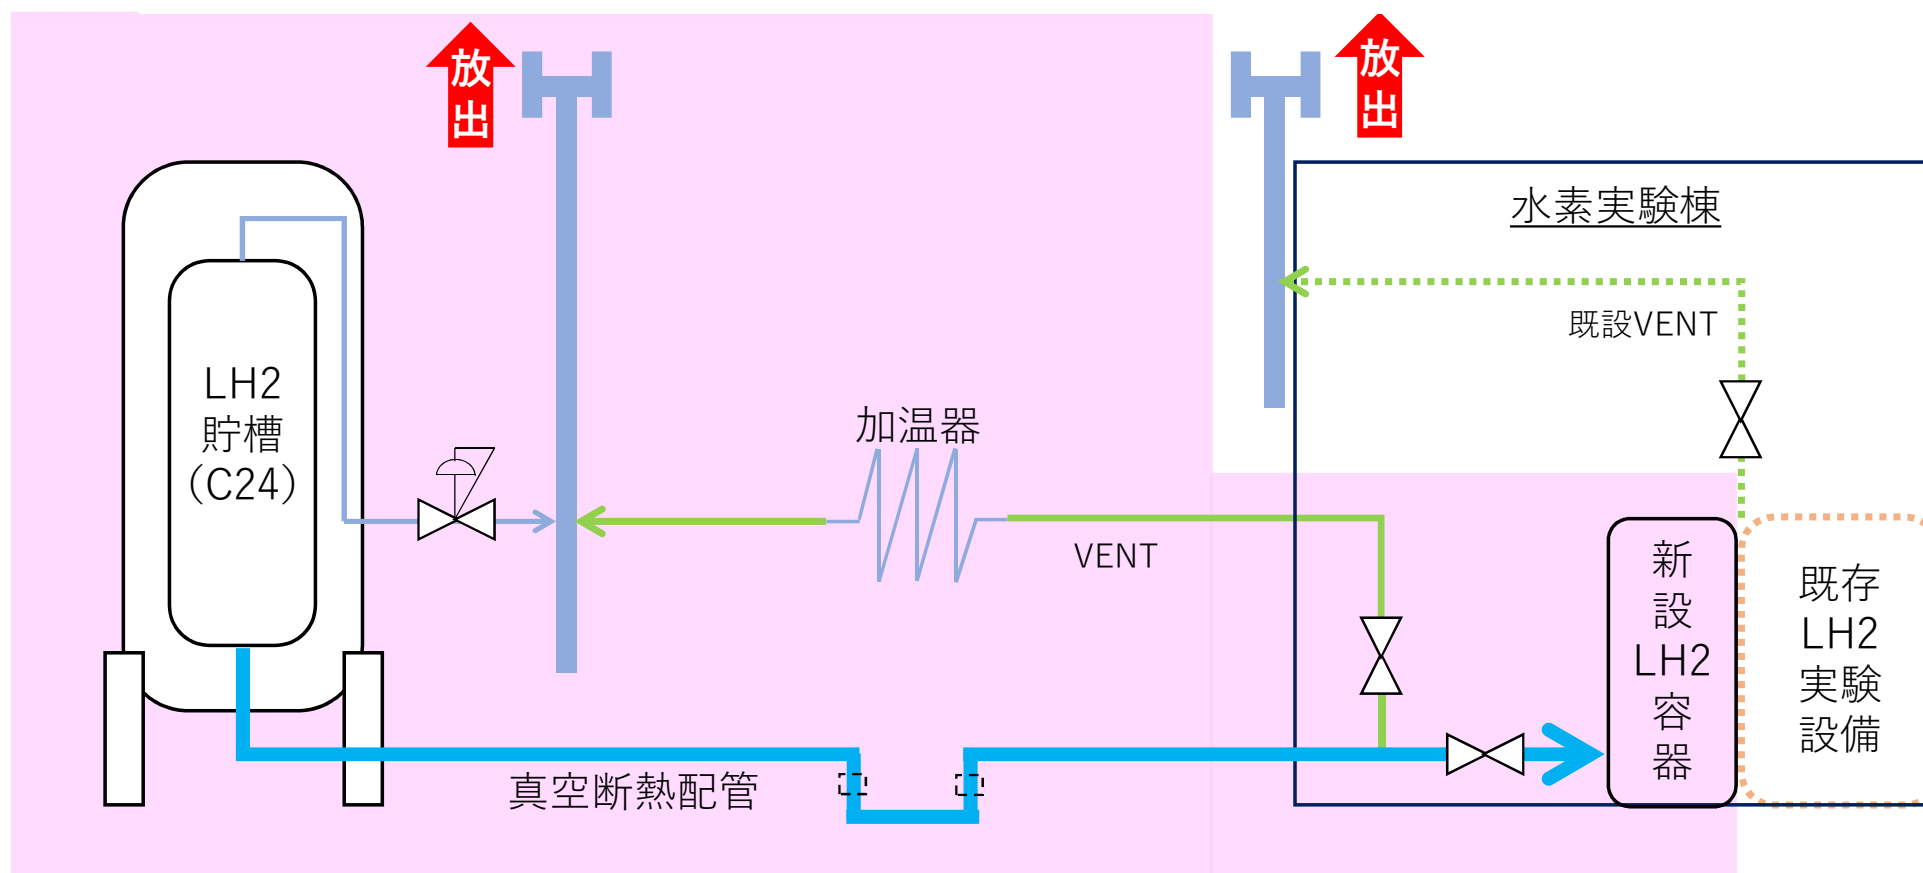 放
出
放
出
水素実験棟
既設VENT
LH2
貯槽
(C24)
加温器
VENT
新
設
LH2
容
器
既存
LH2
実験
設備
真空断熱配管